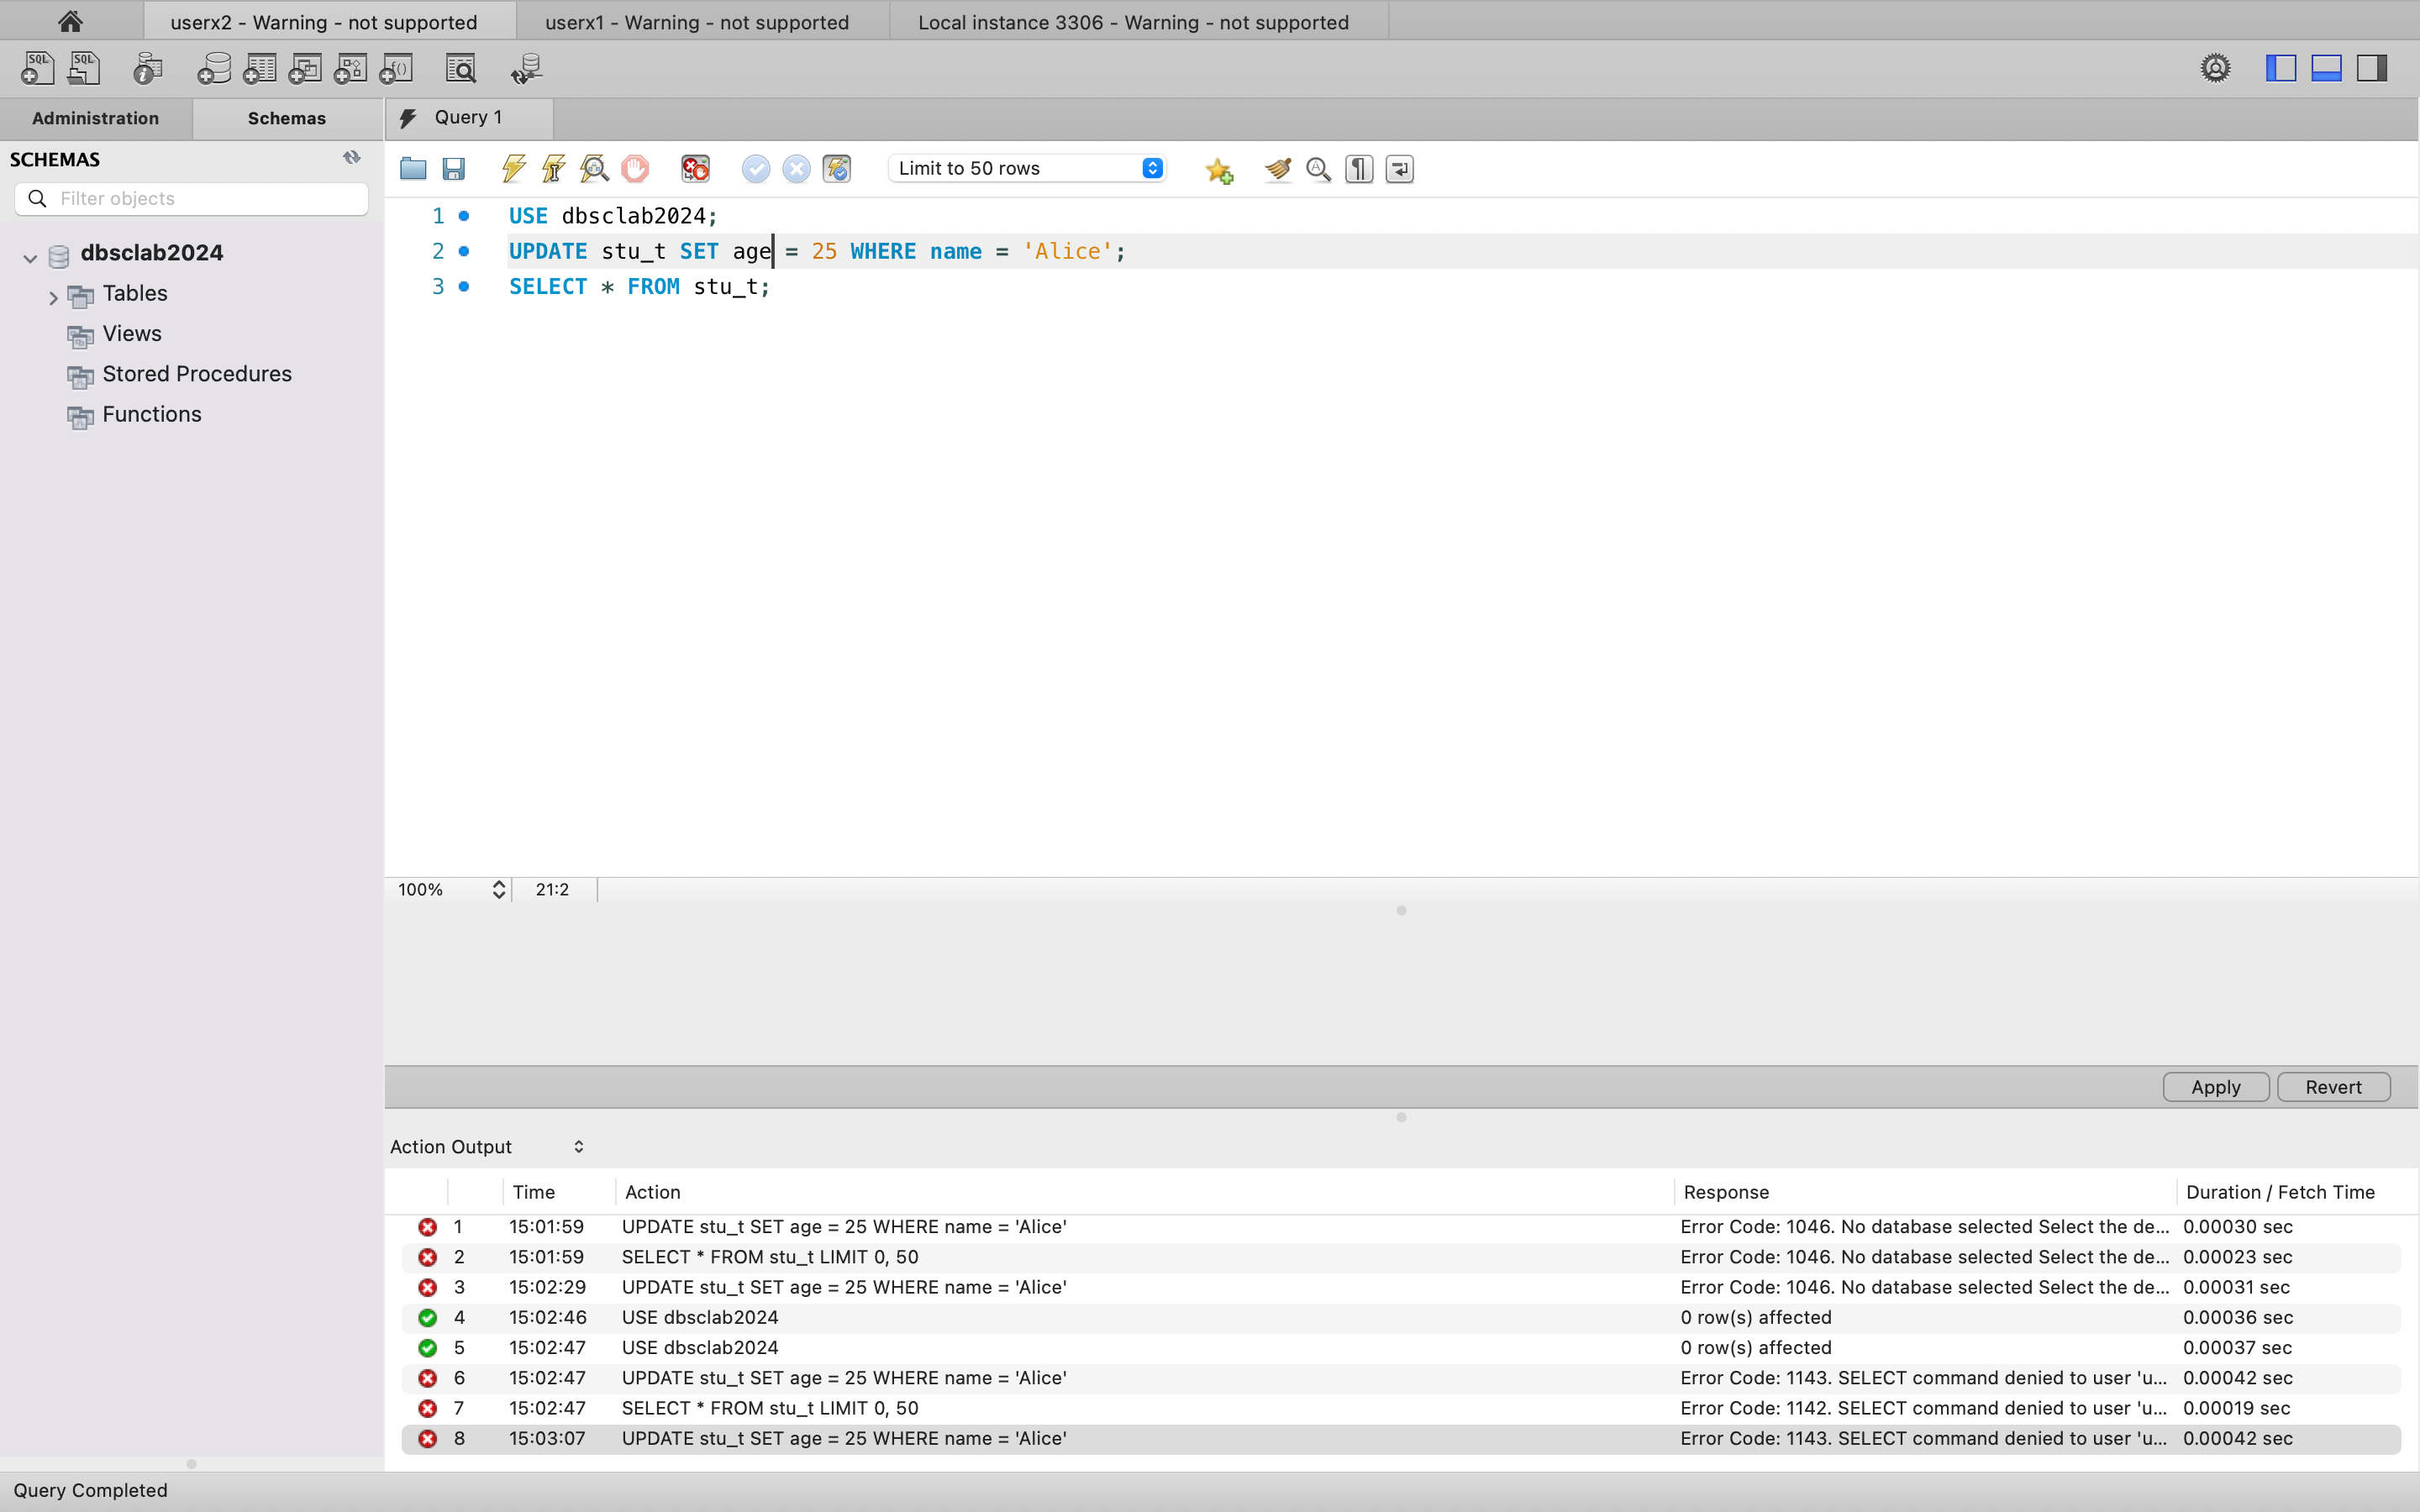 userx2 - Warning - not supported
userx1 - Warning - not supported
Local instance 3306 - Warning - not supported
SQL
SQL
Administration
Schemas
Query 1
SCHEMAS
Filter objects
Limit to 50 rows
dbsclab2024
Tables
Views
Stored Procedures
Functions
1 USE dbsclab2024;
2 UPDATE stu_t SET age = 25 WHERE name = 'Alice';
3 SELECT * FROM stu_t;
100% 21:2
Apply
Revert
Action Output
Time Action Response Duration / Fetch Time
1 15:01:59 UPDATE stu_t SET age = 25 WHERE name = 'Alice' Error Code: 1046. No database selected Select the de... 0.00030 sec
2 15:01:59 SELECT * FROM stu_t LIMIT 0, 50 Error Code: 1046. No database selected Select the de... 0.00023 sec
3 15:02:29 UPDATE stu_t SET age = 25 WHERE name = 'Alice' Error Code: 1046. No database selected Select the de... 0.00031 sec
4 15:02:46 USE dbsclab2024 0 row(s) affected 0.00036 sec
5 15:02:47 USE dbsclab2024 0 row(s) affected 0.00037 sec
6 15:02:47 UPDATE stu_t SET age = 25 WHERE name = 'Alice' Error Code: 1143. SELECT command denied to user 'u... 0.00042 sec
7 15:02:47 SELECT * FROM stu_t LIMIT 0, 50 Error Code: 1142. SELECT command denied to user 'u... 0.00019 sec
8 15:03:07 UPDATE stu_t SET age = 25 WHERE name = 'Alice' Error Code: 1143. SELECT command denied to user 'u... 0.00042 sec
Query Completed